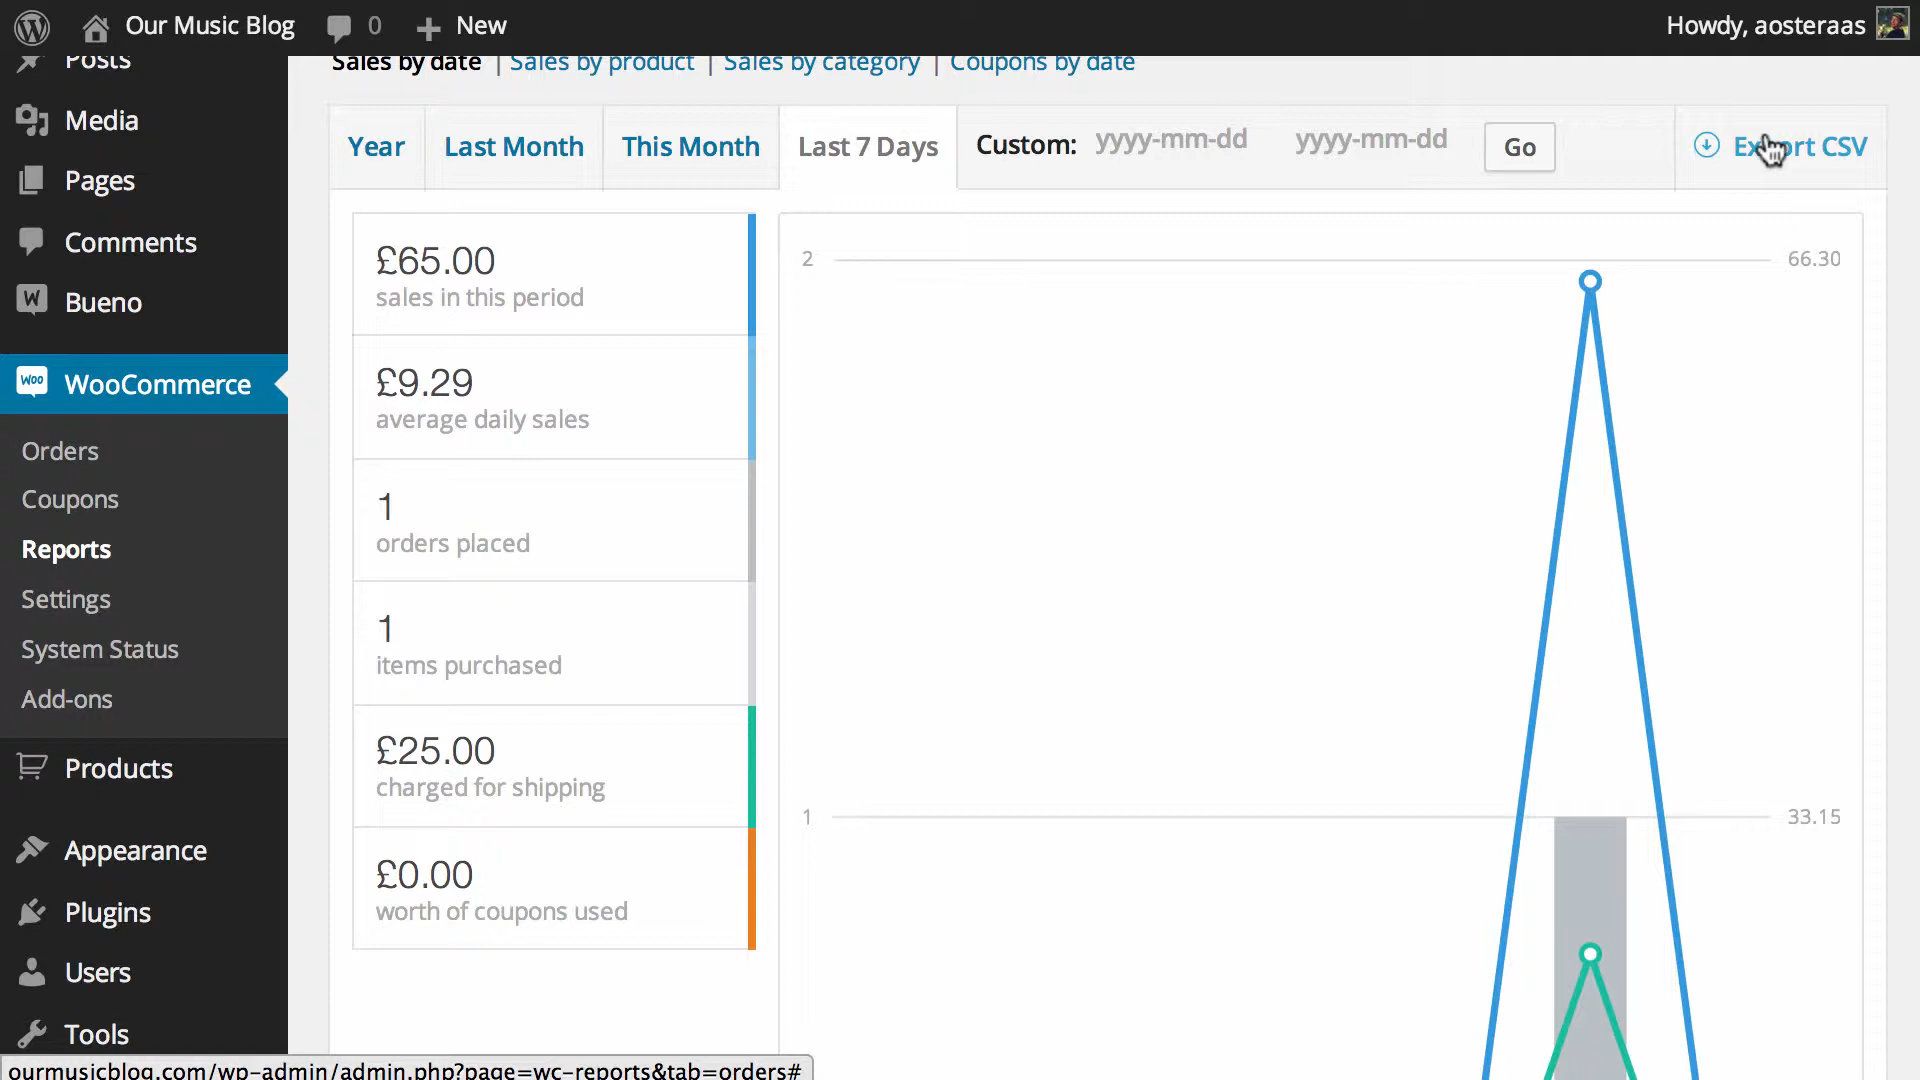 Our Music Blog 0 New Howdy, aosteraas
Posts
Media
Pages
Comments
Bueno
WooCommerce
Orders
Coupons
Reports
Settings
System Status
Add-ons
Products
Appearance
Plugins
Users
Tools
Sales by date | Sales by product | Sales by category | Coupons by date
Year Last Month This Month Last 7 Days Custom: yyyy-mm-dd yyyy-mm-dd Go Export CSV
£65.00
sales in this period
£9.29
average daily sales
1
orders placed
1
items purchased
£25.00
charged for shipping
£0.00
worth of coupons used
2 66.30
1 33.15
ourmusicblog.com/wp-admin/admin.php?page=wc-reports&tab=orders#